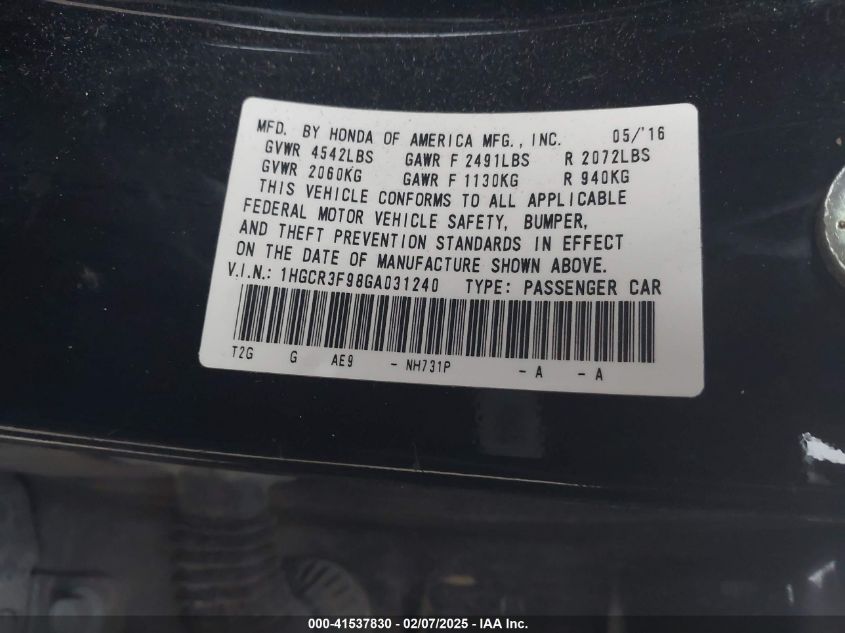 MFD. BY HONDA OF AMERICA MFG., INC. 05/'16
GVWR 4542LBS GAWR F 2491LBS R 2072LBS
GVWR 2060KG GAWR F 1130KG R 940KG
THIS VEHICLE CONFORMS TO ALL APPLICABLE
FEDERAL MOTOR VEHICLE SAFETY, BUMPER,
AND THEFT PREVENTION STANDARDS IN EFFECT
ON THE DATE OF MANUFACTURE SHOWN ABOVE.
V.I.N.: 1HGCR3F98GA031240 TYPE: PASSENGER CAR
T2G G AE9 - NH731P - A - A
000-41537830 - 02/07/2025 - IAA Inc.